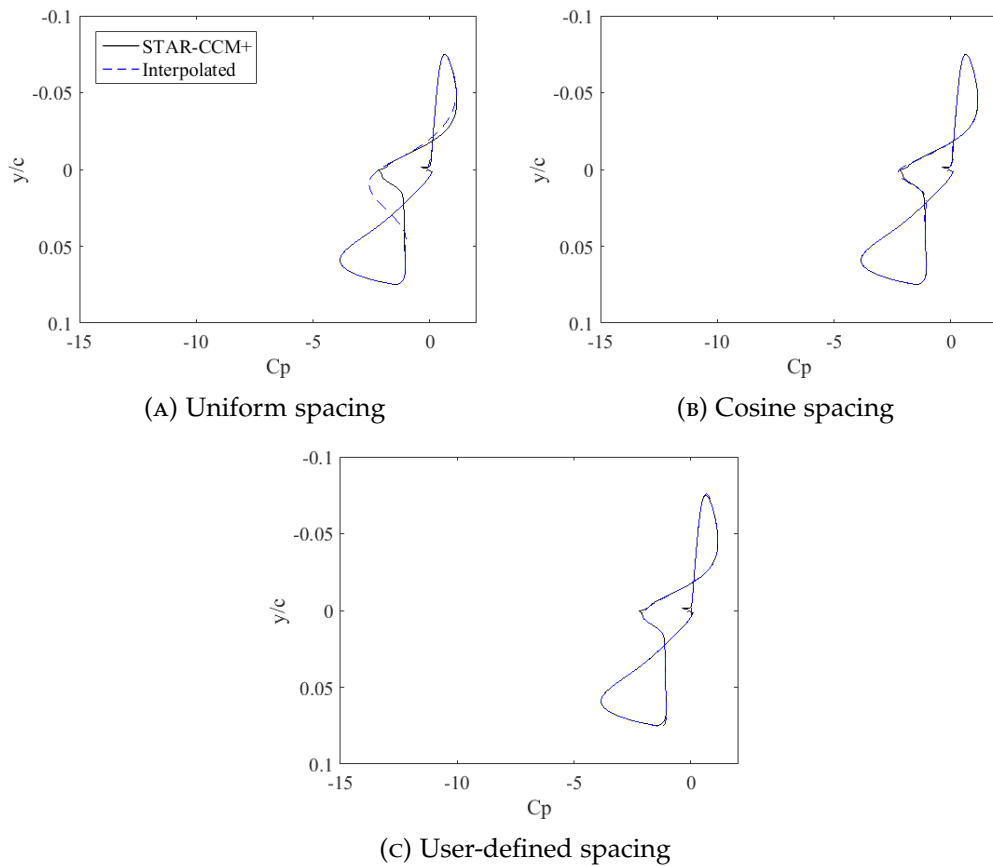 -0.1
STAR-CCM+
Interpolated
-0.05
y/c
0
0.05
0.1
-15
-10
-5
0
Cp
(A) Uniform spacing
-0.1
-0.05
y/c
0
0.05
0.1
-15
-10
-5
0
Cp
(B) Cosine spacing
-0.1
-0.05
y/c
0
0.05
0.1
-15
-10
-5
0
Cp
(C) User-defined spacing